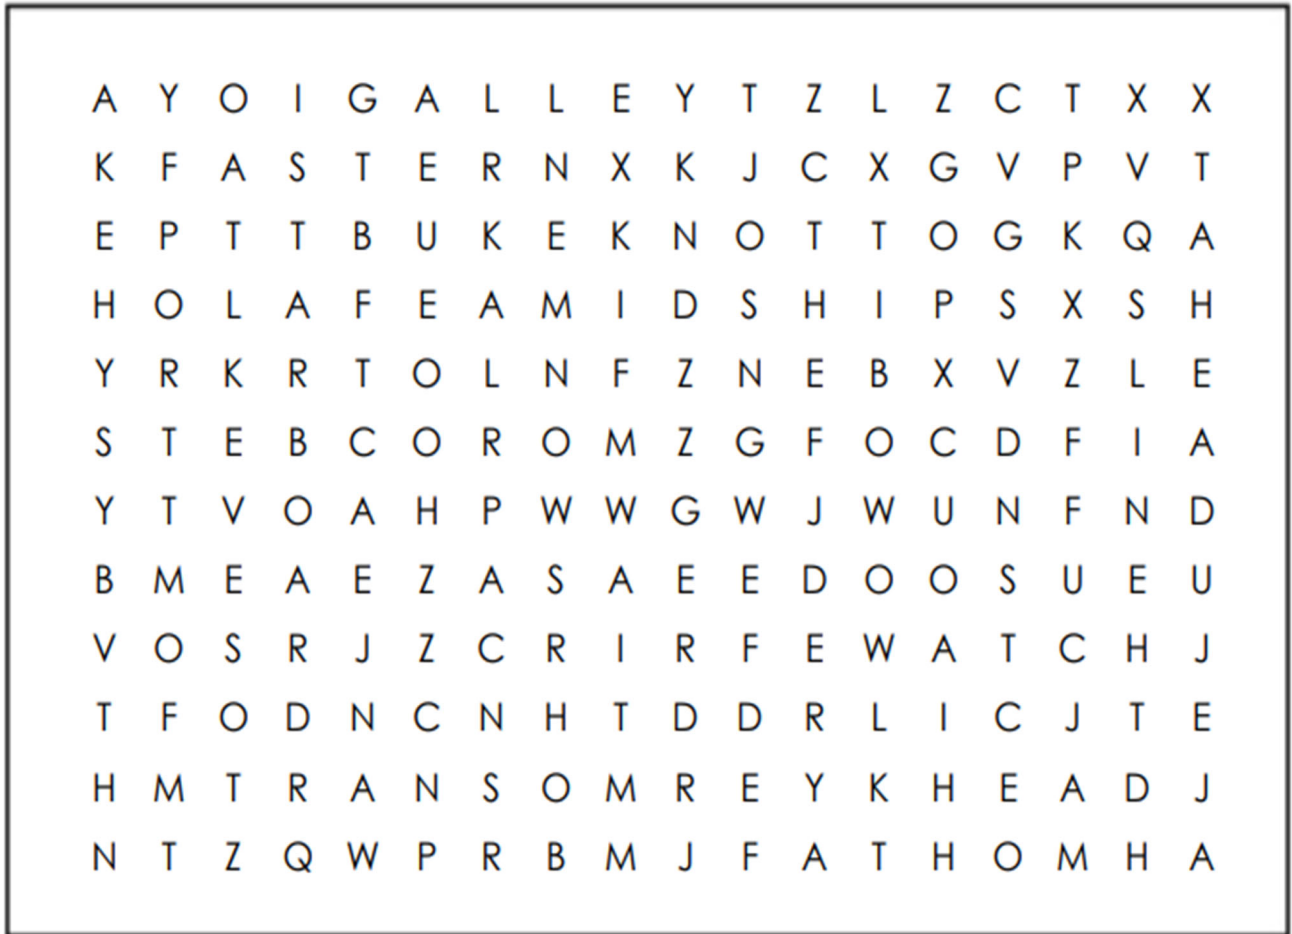 A Y O I G A L L E Y T Z L Z C T X X
K F A S T E R N X K J C X G V P V T
E P T T B U K E K N O T T O G K Q A
H O L A F E A M I D S H I P S X S H
Y R K R T O L N F Z N E B X V Z L E
S T E B C O R O M Z G F O C D F I A
Y T V O A H P W W G W J W U N F N D
B M E A E Z A S A E E D O O S U E U
V O S R J Z C R I R F E W A T C H J
T F O D N C N H T D D R L I C J T E
H M T R A N S O M R E Y K H E A D J
N T Z Q W P R B M J F A T H O M H A